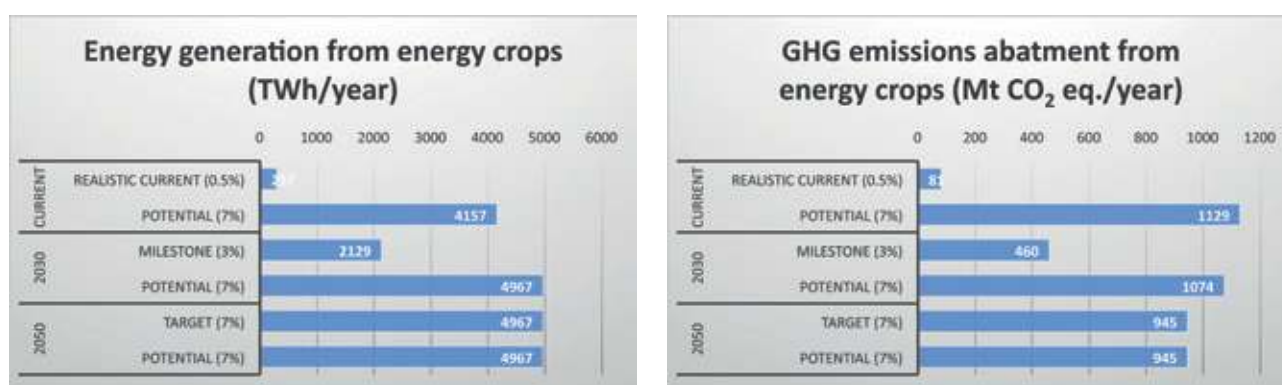 Energy generation from energy crops
(TWh/year)
0 1000 2000 3000 4000 5000 6000
CURRENT
REALISTIC CURRENT (0.5%)
POTENTIAL (7%) 4157
2030
MILESTONE (3%) 2129
POTENTIAL (7%) 4967
2050
TARGET (7%) 4967
POTENTIAL (7%) 4967
GHG emissions abatment from
energy crops (Mt CO₂ eq./year)
0 200 400 600 800 1000 1200
CURRENT
REALISTIC CURRENT (0.5%) 81
POTENTIAL (7%) 1129
2030
MILESTONE (3%) 460
POTENTIAL (7%) 1074
2050
TARGET (7%) 945
POTENTIAL (7%) 945